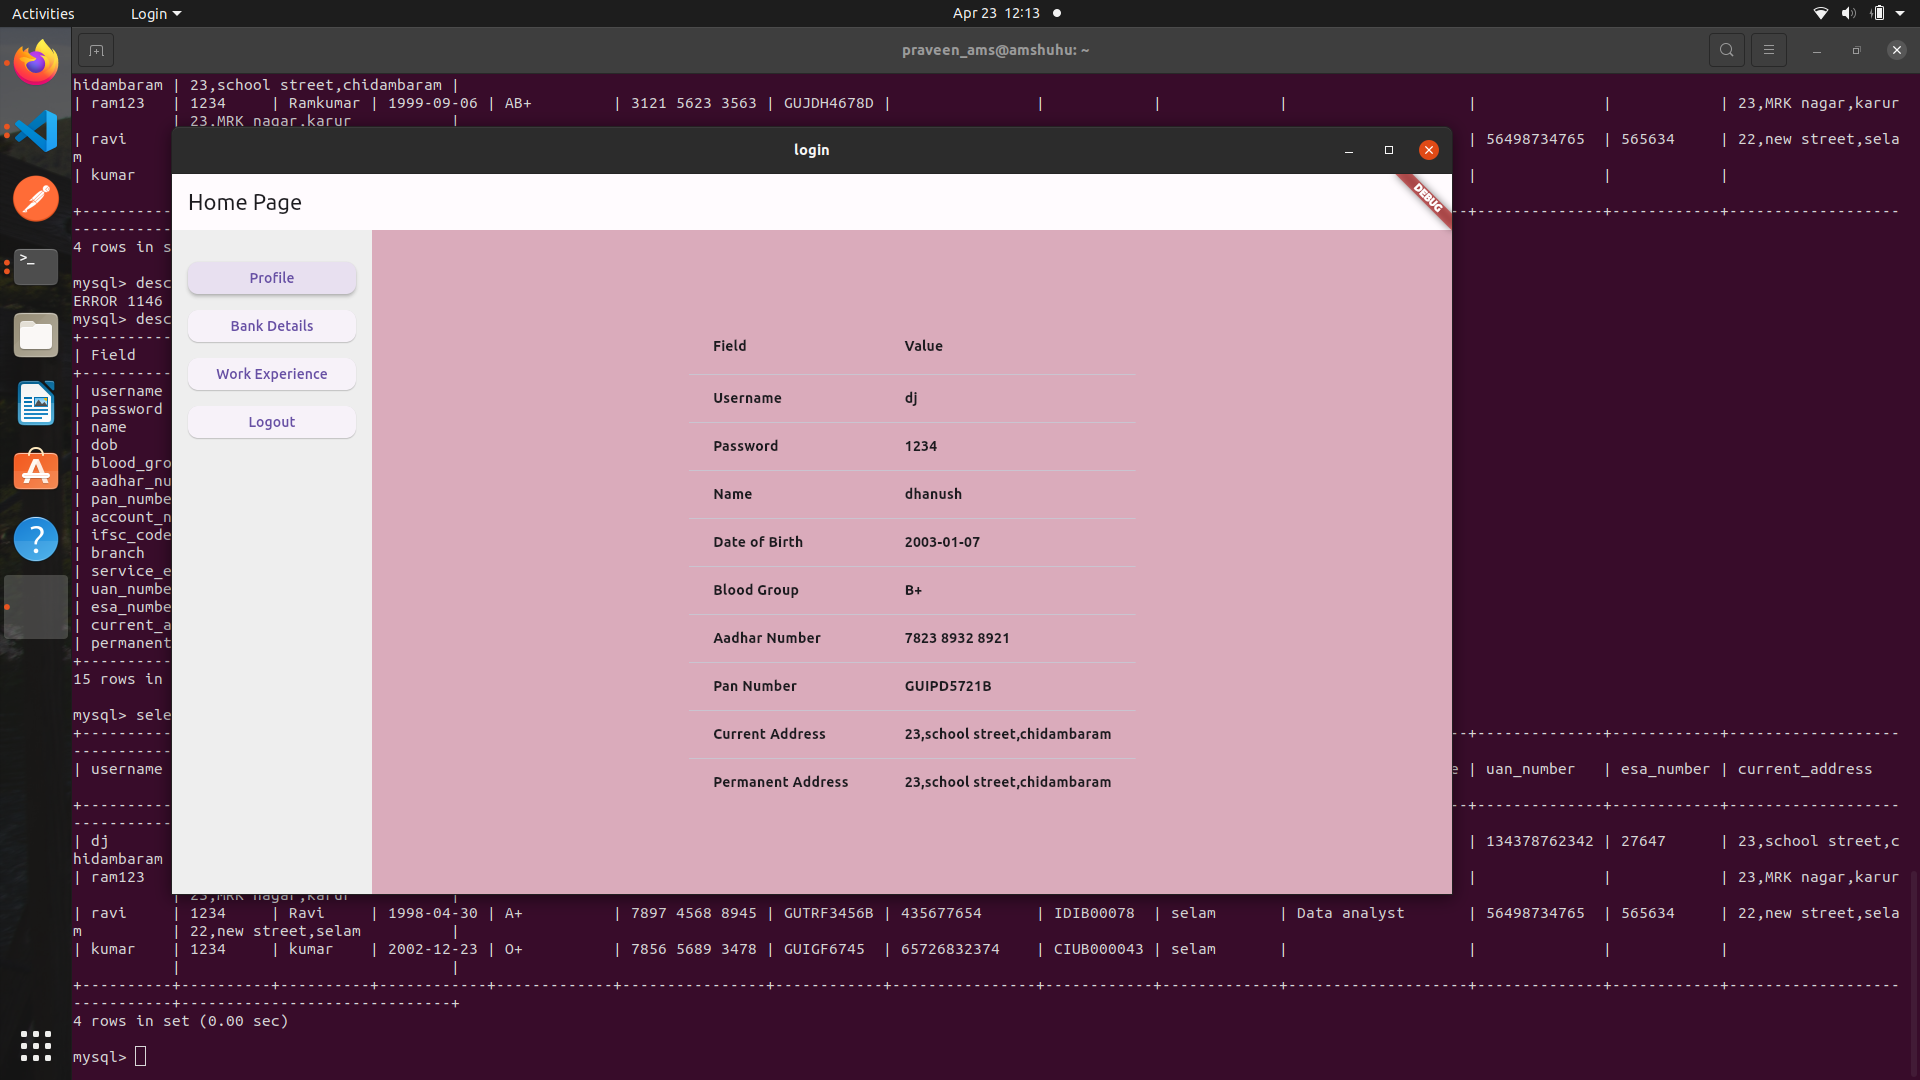 Activities
Login
Apr 23 12:13
praveen_ams@amshuhu: ~
hidambaram | 23,school street,chidambaram |
| ram123 | 1234 | Ramkumar | 1999-09-06 | AB+ | 3121 5623 3563 | GUJDH4678D | | | | | | | 23,MRK nagar,karur
| 23,MRK nagar,karur |
| ravi | 56498734765 | 565634 | 22,new street,sela
m
| kumar | | |
+---------- --+--------------+------------+-------------------
-----------
4 rows in s
mysql> desc
ERROR 1146
mysql> desc
+----------
| Field
+----------
| username
| password
| name
| dob
| blood_gro
| aadhar_nu
| pan_numbe
| account_n
| ifsc_code
| branch
| service_e
| uan_numbe
| esa_numbe
| current_a
| permanent
+----------
15 rows in
mysql> sele
+---------- --+--------------+------------+-------------------
-----------
| username e | uan_number | esa_number | current_address
+---------- --+--------------+------------+-------------------
-----------
| dj | 134378762342 | 27647 | 23,school street,c
hidambaram
| ram123 | | | 23,MRK nagar,karur
| 23,MRK nagar,karur |
| ravi | 1234 | Ravi | 1998-04-30 | A+ | 7897 4568 8945 | GUTRF3456B | 435677654 | IDIB00078 | selam | Data analyst | 56498734765 | 565634 | 22,new street,sela
m | 22,new street,selam |
| kumar | 1234 | kumar | 2002-12-23 | O+ | 7856 5689 3478 | GUIGF6745 | 65726832374 | CIUB000043 | selam | | | |
| |
+----------+----------+----------+------------+-------------+----------------+------------+----------------+------------+-------------+--------------------+--------------+------------+-------------------
-----------+------------------------------+
4 rows in set (0.00 sec)
mysql>
login
Home Page
DEBUG
Profile
Bank Details
Work Experience
Logout
Field Value
Username dj
Password 1234
Name dhanush
Date of Birth 2003-01-07
Blood Group B+
Aadhar Number 7823 8932 8921
Pan Number GUIPD5721B
Current Address 23,school street,chidambaram
Permanent Address 23,school street,chidambaram